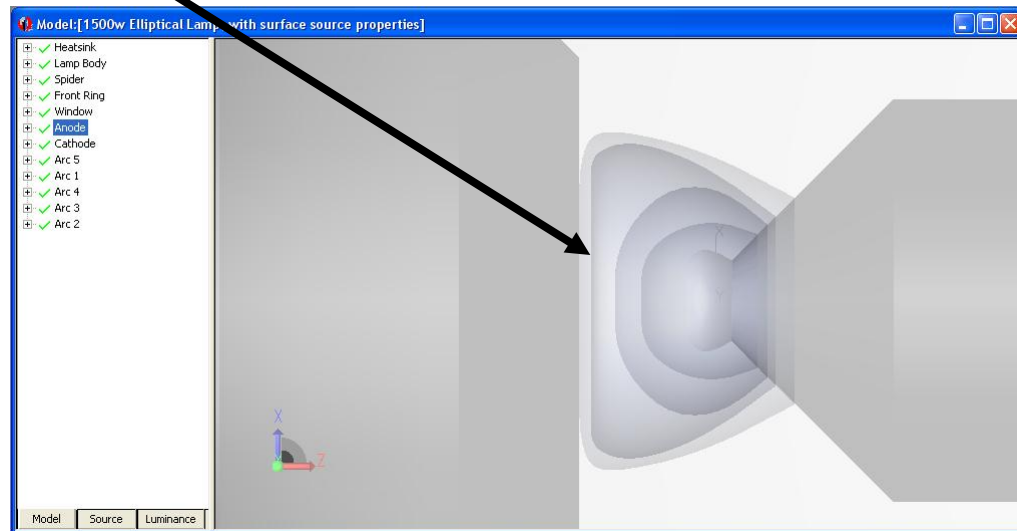 Model:[1500w Elliptical Lamp with surface source properties]
Heatsink
Lamp Body
Spider
Front Ring
Window
Anode
Cathode
Arc 5
Arc 1
Arc 4
Arc 3
Arc 2
X
Y
X
Z
Model Source Luminance